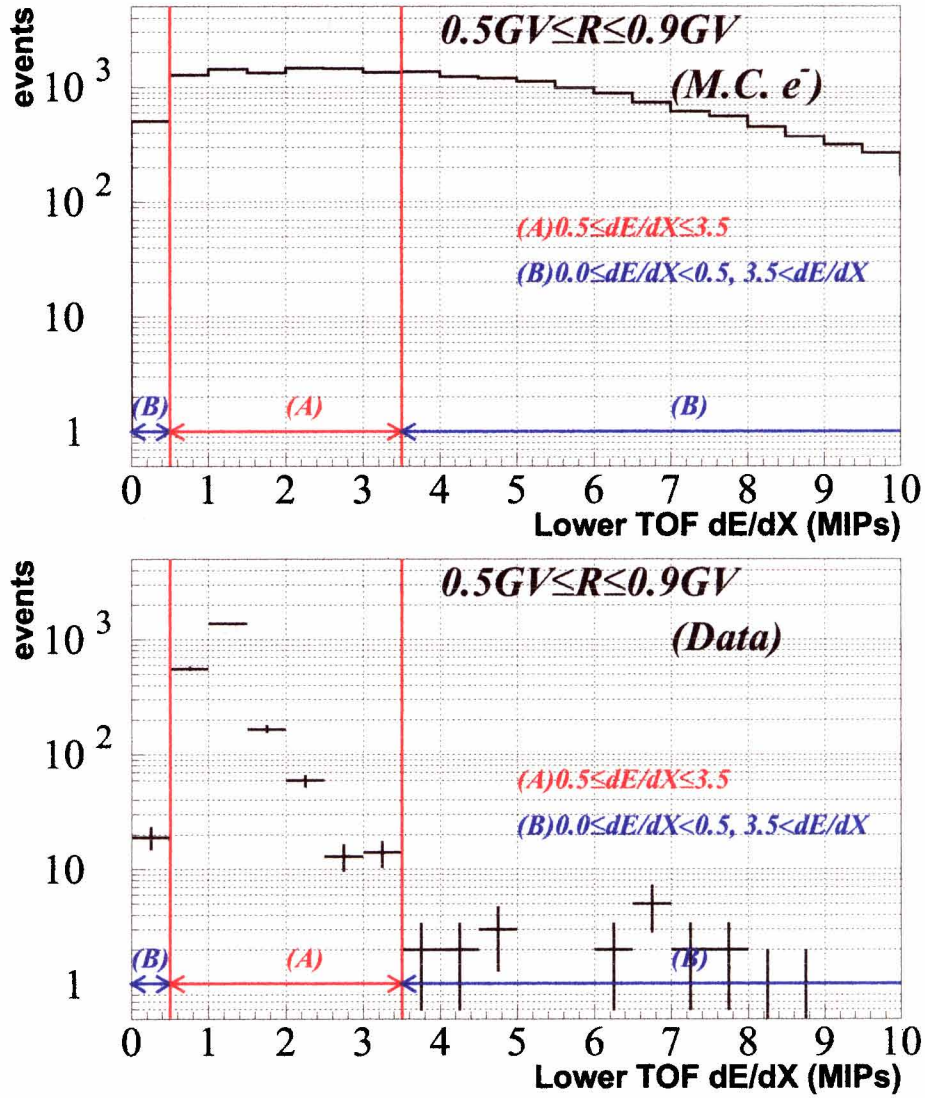 events
0.5GV≤R≤0.9GV
(M.C. e⁻)
10³
10²
10
1
(A)0.5≤dE/dX≤3.5
(B)0.0≤dE/dX<0.5, 3.5<dE/dX
(B) (A) (B)
0 1 2 3 4 5 6 7 8 9 10
Lower TOF dE/dX (MIPs)
events
0.5GV≤R≤0.9GV
(Data)
10³
10²
10
1
(A)0.5≤dE/dX≤3.5
(B)0.0≤dE/dX<0.5, 3.5<dE/dX
(B) (A) (B)
0 1 2 3 4 5 6 7 8 9 10
Lower TOF dE/dX (MIPs)